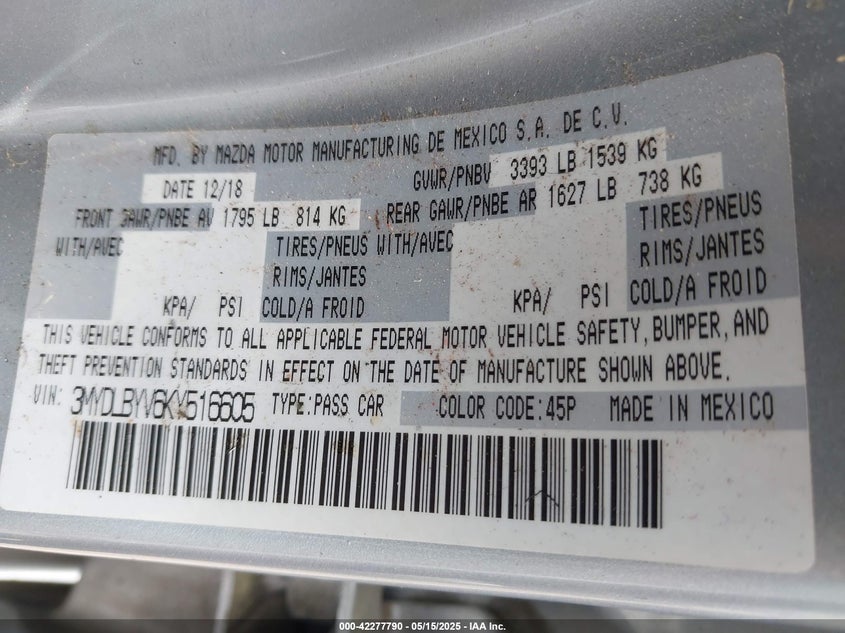 MFD. BY MAZDA MOTOR MANUFACTURING DE MEXICO S.A. DE C.V.
DATE 12/18 GVWR/PNBV 3393 LB 1539 KG
FRONT GAWR/PNBE AV 1795 LB 814 KG REAR GAWR/PNBE AR 1627 LB 738 KG
WITH/AVEC TIRES/PNEUS WITH/AVEC TIRES/PNEUS
RIMS/JANTES RIMS/JANTES
KPA/ PSI COLD/A FROID KPA/ PSI COLD/A FROID
THIS VEHICLE CONFORMS TO ALL APPLICABLE FEDERAL MOTOR VEHICLE SAFETY, BUMPER, AND
THEFT PREVENTION STANDARDS IN EFFECT ON THE DATE OF MANUFACTURE SHOWN ABOVE.
VIN: 3MYDLBYV6KY516605 TYPE:PASS CAR COLOR CODE:45P MADE IN MEXICO
000-42277790 - 05/15/2025 - IAA Inc.